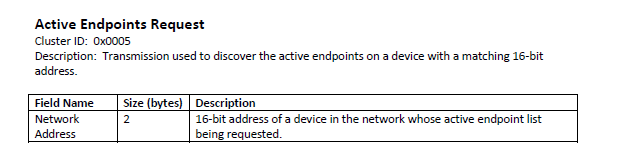 Active Endpoints Request
Cluster ID: 0x0005
Description: Transmission used to discover the active endpoints on a device with a matching 16-bit
address.
Field Name Size (bytes) Description
Network Address 2 16-bit address of a device in the network whose active endpoint list
being requested.